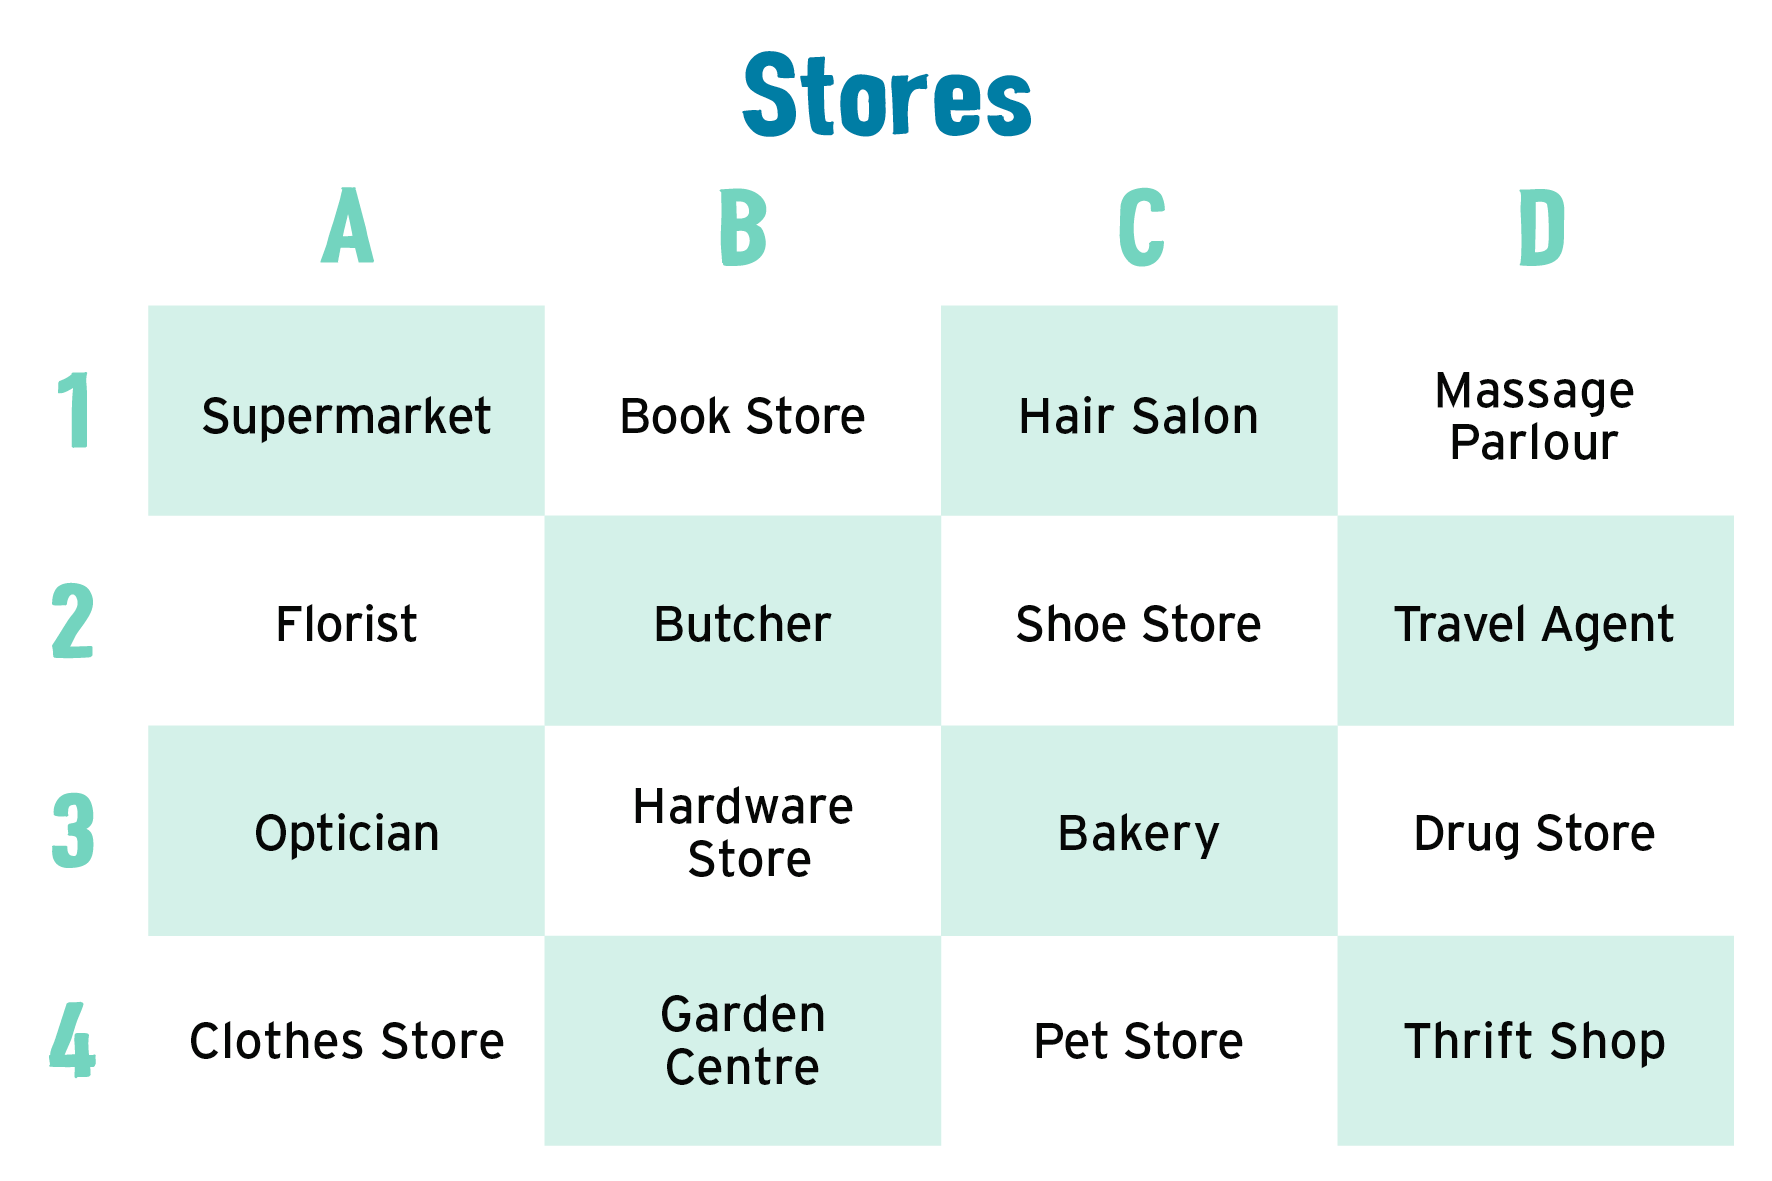 Stores
A B C D
1 Supermarket Book Store Hair Salon Massage
Parlour
2 Florist Butcher Shoe Store Travel Agent
3 Optician Hardware
Store Bakery Drug Store
4 Clothes Store Garden
Centre Pet Store Thrift Shop